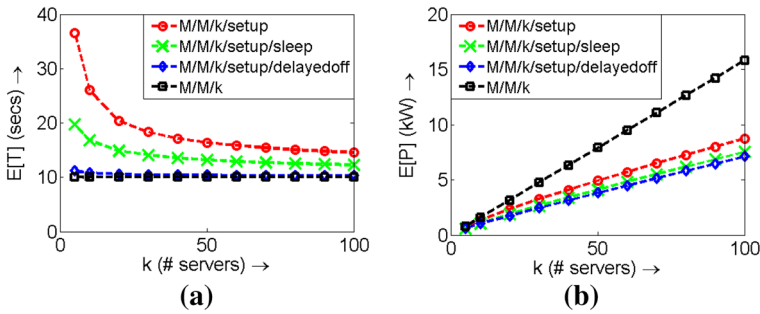 40
30
20
10
0
0
50
100
E[T] (secs) →
k (# servers) →
M/M/k/setup
M/M/k/setup/sleep
M/M/k/setup/delayedoff
M/M/k
(a)
20
15
10
5
0
0
50
100
E[P] (kW) →
k (# servers) →
M/M/k/setup
M/M/k/setup/sleep
M/M/k/setup/delayedoff
M/M/k
(b)